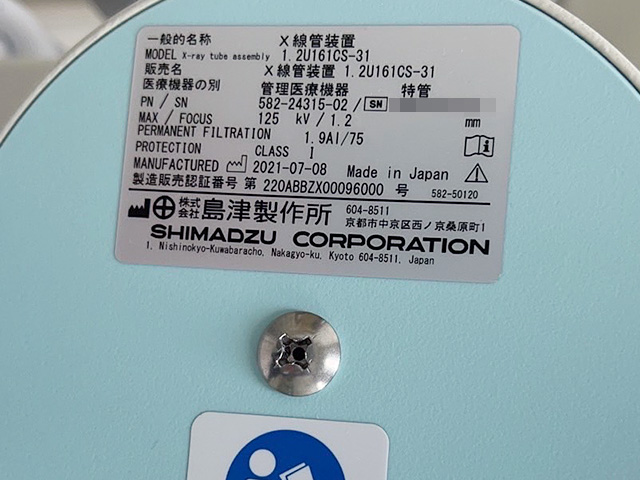 一般的名称 X線管装置
MODEL X-ray tube assembly 1.2U161CS-31
販売名 X線管装置 1.2U161CS-31
医療機器の別 管理医療機器 特管
PN / SN 582-24315-02 / SN
MAX / FOCUS 125 kV / 1.2 mm
PERMANENT FILTRATION 1.9Al/75
PROTECTION CLASS I
MANUFACTURED 2021-07-08 Made in Japan
製造販売認証番号 第 220ABBZX00096000 号 582-50120
株式会社 島津製作所 604-8511
京都市中京区西ノ京桑原町1
SHIMADZU CORPORATION
1, Nishinokyo-Kuwabaracho, Nakagyo-ku, Kyoto 604-8511, Japan